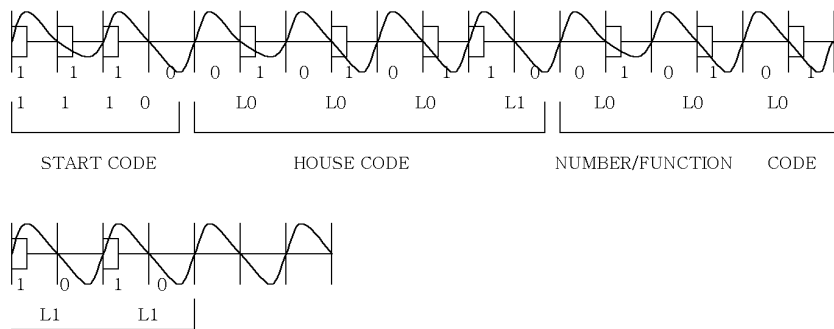 1 1 1 0 0 1 0 1 0 1 1 0 0 1 0 1 0 1
1 1 1 0 L0 L0 L0 L1 L0 L0 L0
START CODE HOUSE CODE NUMBER/FUNCTION CODE
1 0 1 0
L1 L1